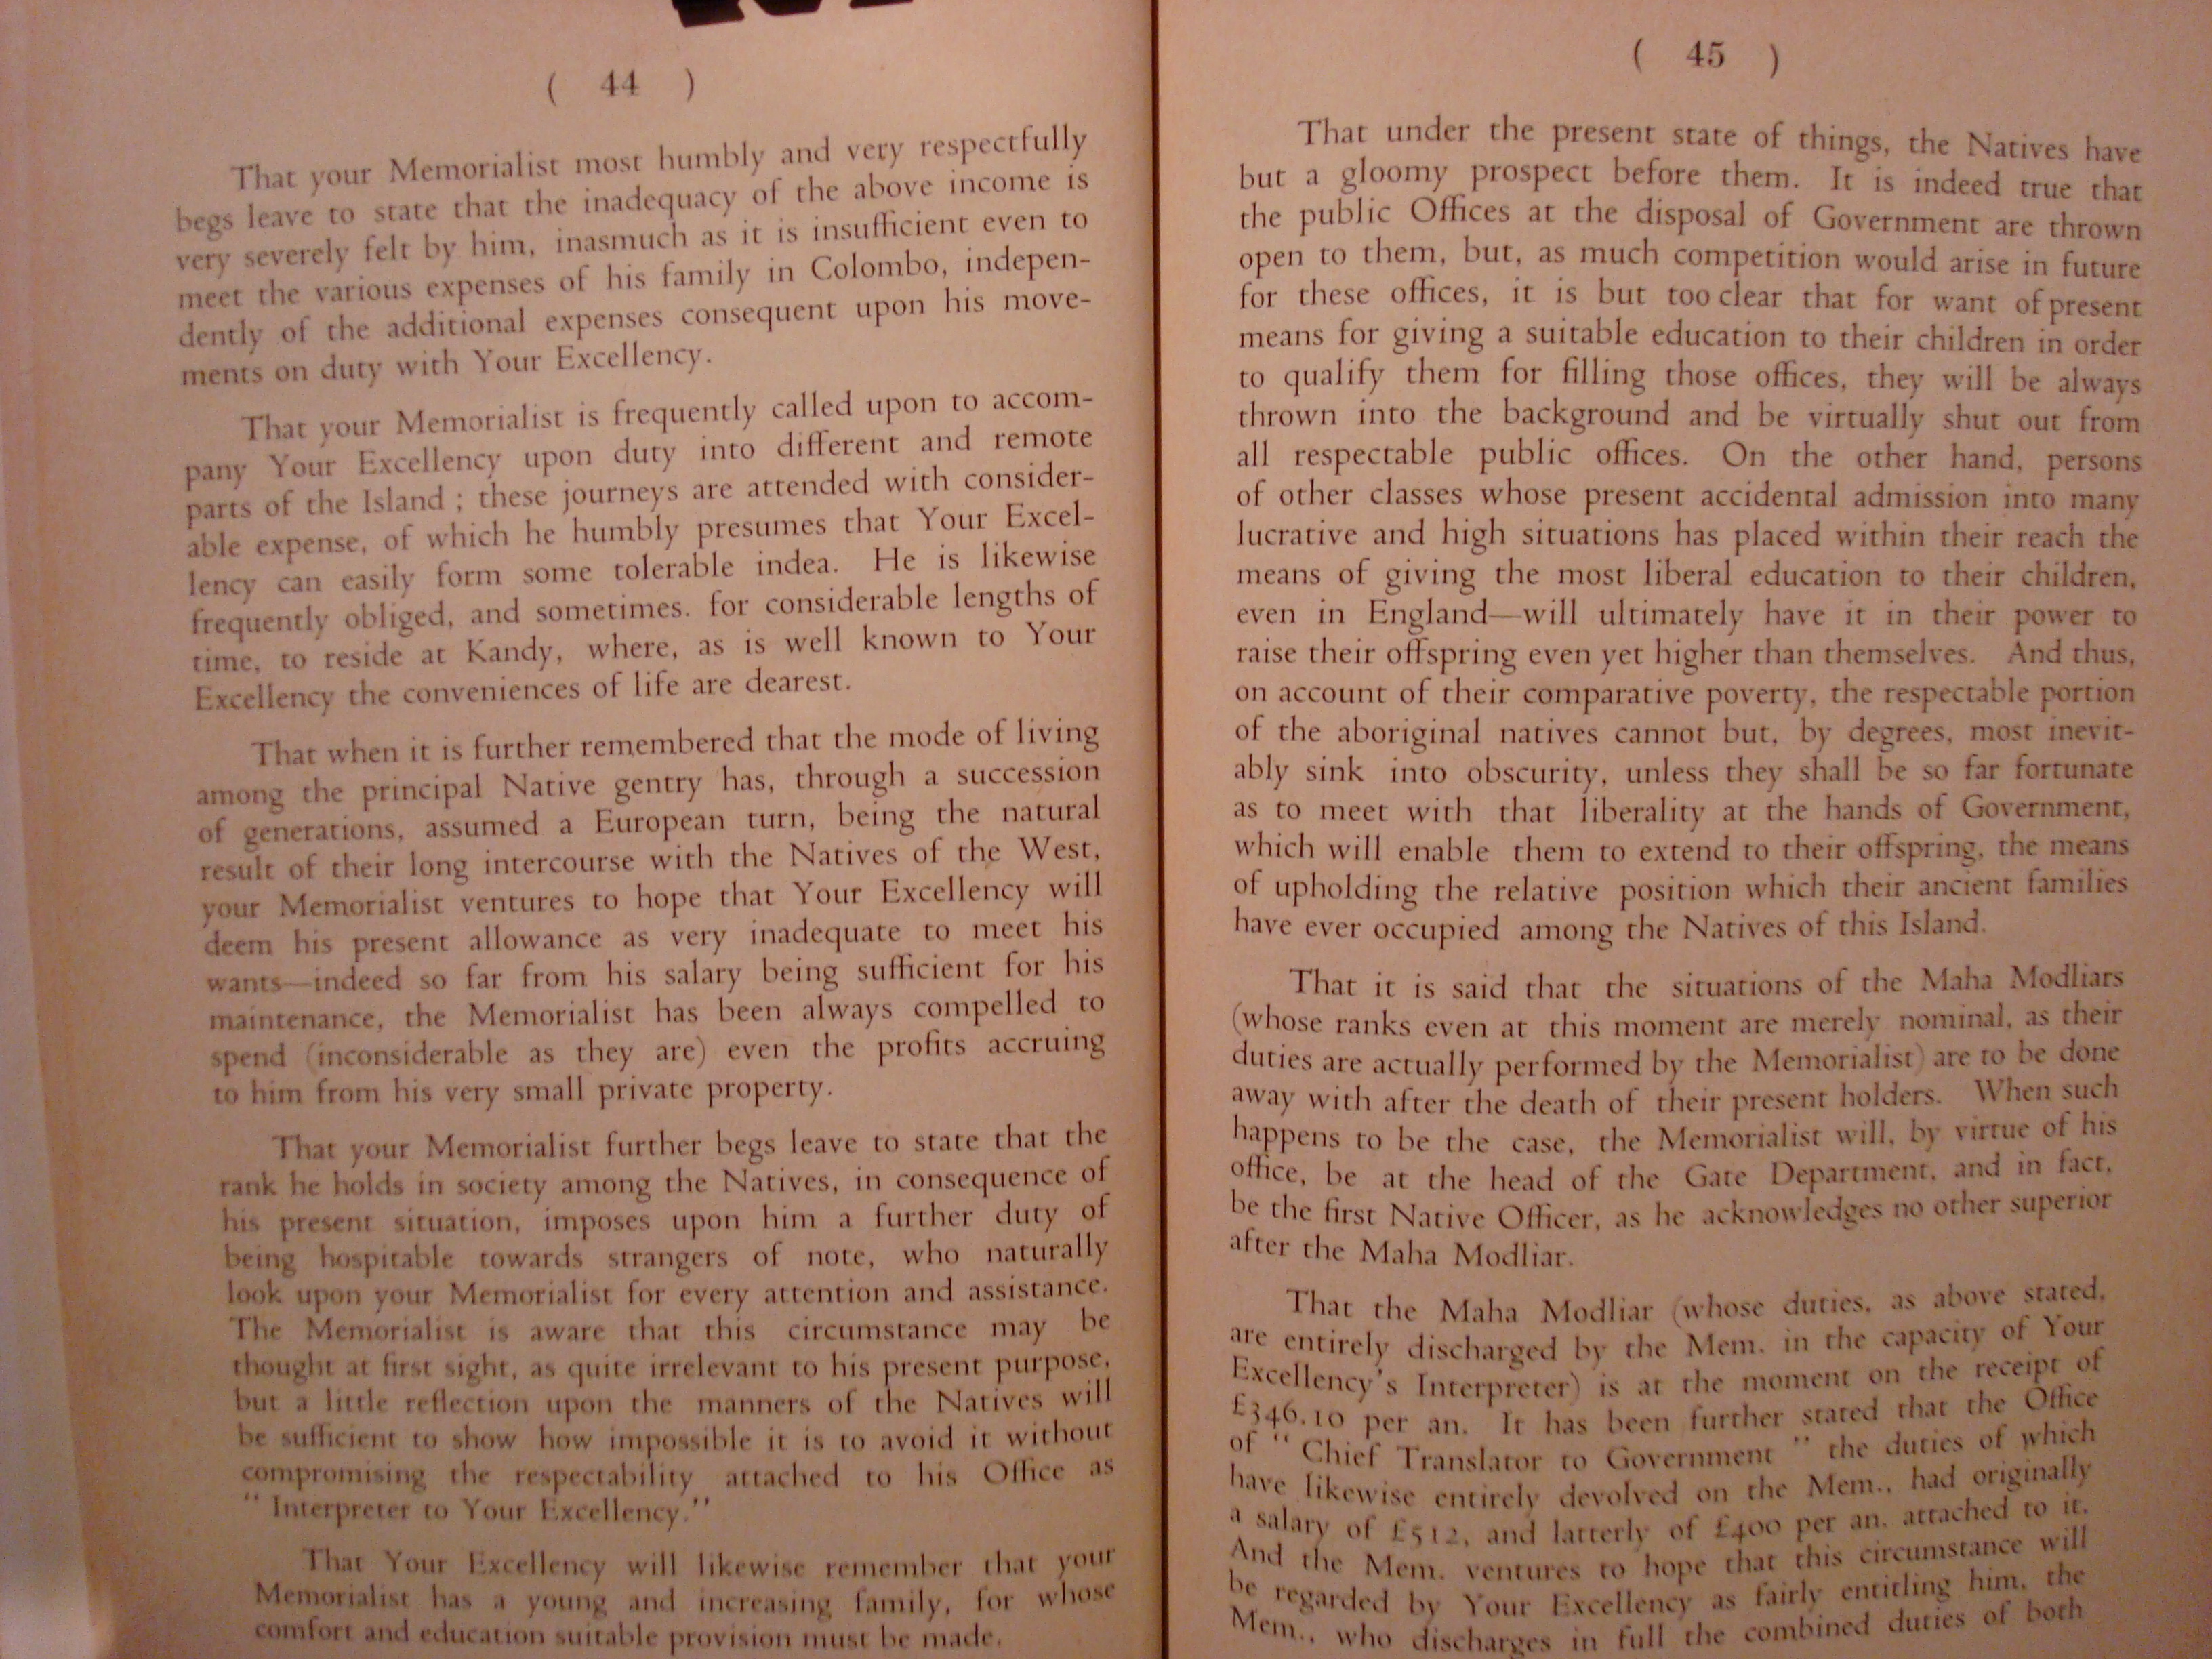 ( 44 )
That your Memorialist most humbly and very respectfully
begs leave to state that the inadequacy of the above income is
very severely felt by him, inasmuch as it is insufficient even to
meet the various expenses of his family in Colombo, indepen-
dently of the additional expenses consequent upon his move-
ments on duty with Your Excellency.
That your Memorialist is frequently called upon to accom-
pany Your Excellency upon duty into different and remote
parts of the Island ; these journeys are attended with consider-
able expense, of which he humbly presumes that Your Excel-
lency can easily form some tolerable indea. He is likewise
frequently obliged, and sometimes. for considerable lengths of
time, to reside at Kandy, where, as is well known to Your
Excellency the conveniences of life are dearest.
That when it is further remembered that the mode of living
among the principal Native gentry has, through a succession
of generations, assumed a European turn, being the natural
result of their long intercourse with the Natives of the West,
your Memorialist ventures to hope that Your Excellency will
deem his present allowance as very inadequate to meet his
wants—indeed so far from his salary being sufficient for his
maintenance, the Memorialist has been always compelled to
spend (inconsiderable as they are) even the profits accruing
to him from his very small private property.
That your Memorialist further begs leave to state that the
rank he holds in society among the Natives, in consequence of
his present situation, imposes upon him a further duty of
being hospitable towards strangers of note, who naturally
look upon your Memorialist for every attention and assistance.
The Memorialist is aware that this circumstance may be
thought at first sight, as quite irrelevant to his present purpose,
but a little reflection upon the manners of the Natives will
be sufficient to show how impossible it is to avoid it without
compromising the respectability attached to his Office as
“ Interpreter to Your Excellency.”
That Your Excellency will likewise remember that your
Memorialist has a young and increasing family, for whose
comfort and education suitable provision must be made.
( 45 )
That under the present state of things, the Natives have
but a gloomy prospect before them. It is indeed true that
the public Offices at the disposal of Government are thrown
open to them, but, as much competition would arise in future
for these offices, it is but too clear that for want of present
means for giving a suitable education to their children in order
to qualify them for filling those offices, they will be always
thrown into the background and be virtually shut out from
all respectable public offices. On the other hand, persons
of other classes whose present accidental admission into many
lucrative and high situations has placed within their reach the
means of giving the most liberal education to their children,
even in England—will ultimately have it in their power to
raise their offspring even yet higher than themselves. And thus,
on account of their comparative poverty, the respectable portion
of the aboriginal natives cannot but, by degrees, most inevit-
ably sink into obscurity, unless they shall be so far fortunate
as to meet with that liberality at the hands of Government,
which will enable them to extend to their offspring, the means
of upholding the relative position which their ancient families
have ever occupied among the Natives of this Island.
That it is said that the situations of the Maha Modliars
(whose ranks even at this moment are merely nominal, as their
duties are actually performed by the Memorialist) are to be done
away with after the death of their present holders. When such
happens to be the case, the Memorialist will, by virtue of his
office, be at the head of the Gate Department, and in fact,
be the first Native Officer, as he acknowledges no other superior
after the Maha Modliar.
That the Maha Modliar (whose duties, as above stated,
are entirely discharged by the Mem. in the capacity of Your
Excellency's Interpreter) is at the moment on the receipt of
£346.10 per an. It has been further stated that the Office
of “ Chief Translator to Government ” the duties of which
have likewise entirely devolved on the Mem., had originally
a salary of £512, and latterly of £400 per an. attached to it.
And the Mem. ventures to hope that this circumstance will
be regarded by Your Excellency as fairly entitling him, the
Mem., who discharges in full the combined duties of both